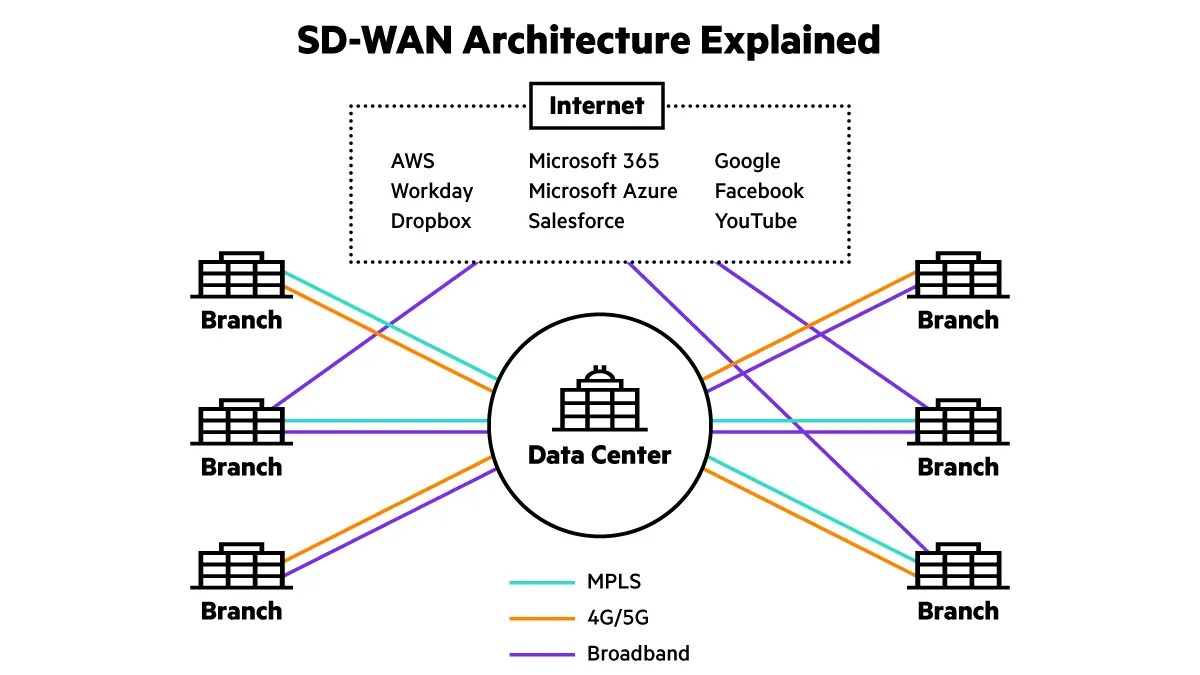 SD-WAN Architecture Explained
Internet
AWS
Workday
Dropbox
Microsoft 365
Microsoft Azure
Salesforce
Google
Facebook
YouTube
Branch
Branch
Branch
Data Center
Branch
Branch
Branch
MPLS
4G/5G
Broadband